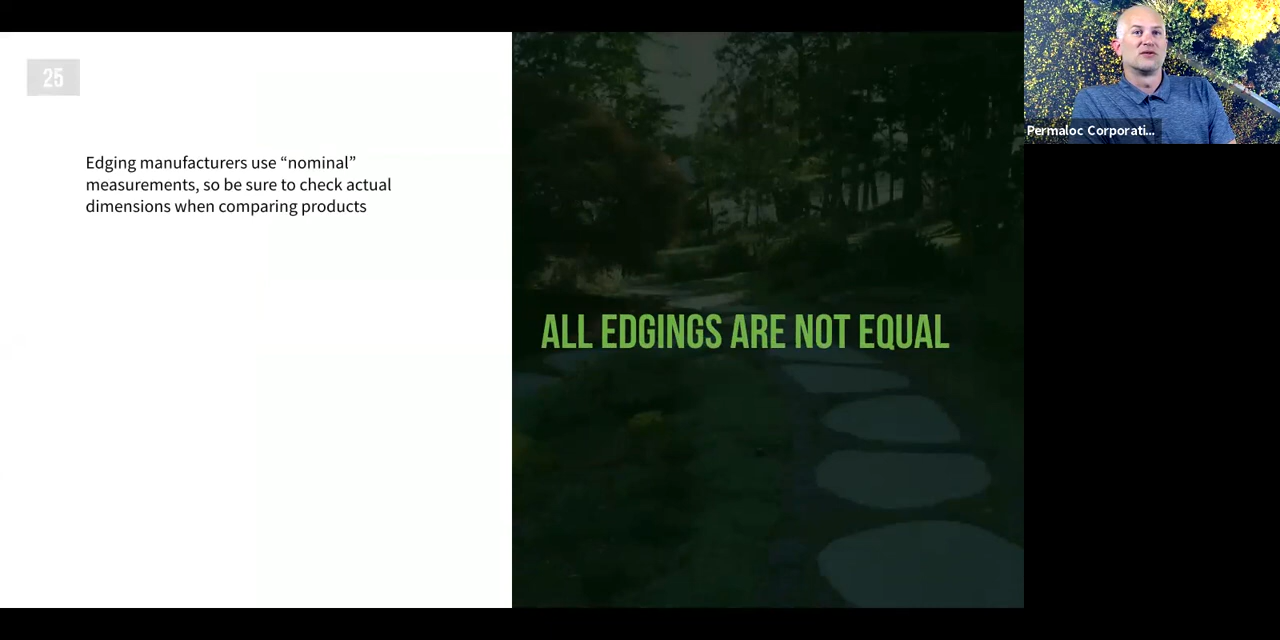 25
Edging manufacturers use “nominal”
measurements, so be sure to check actual
dimensions when comparing products
ALL EDGINGS ARE NOT EQUAL
Permaloc Corporati...